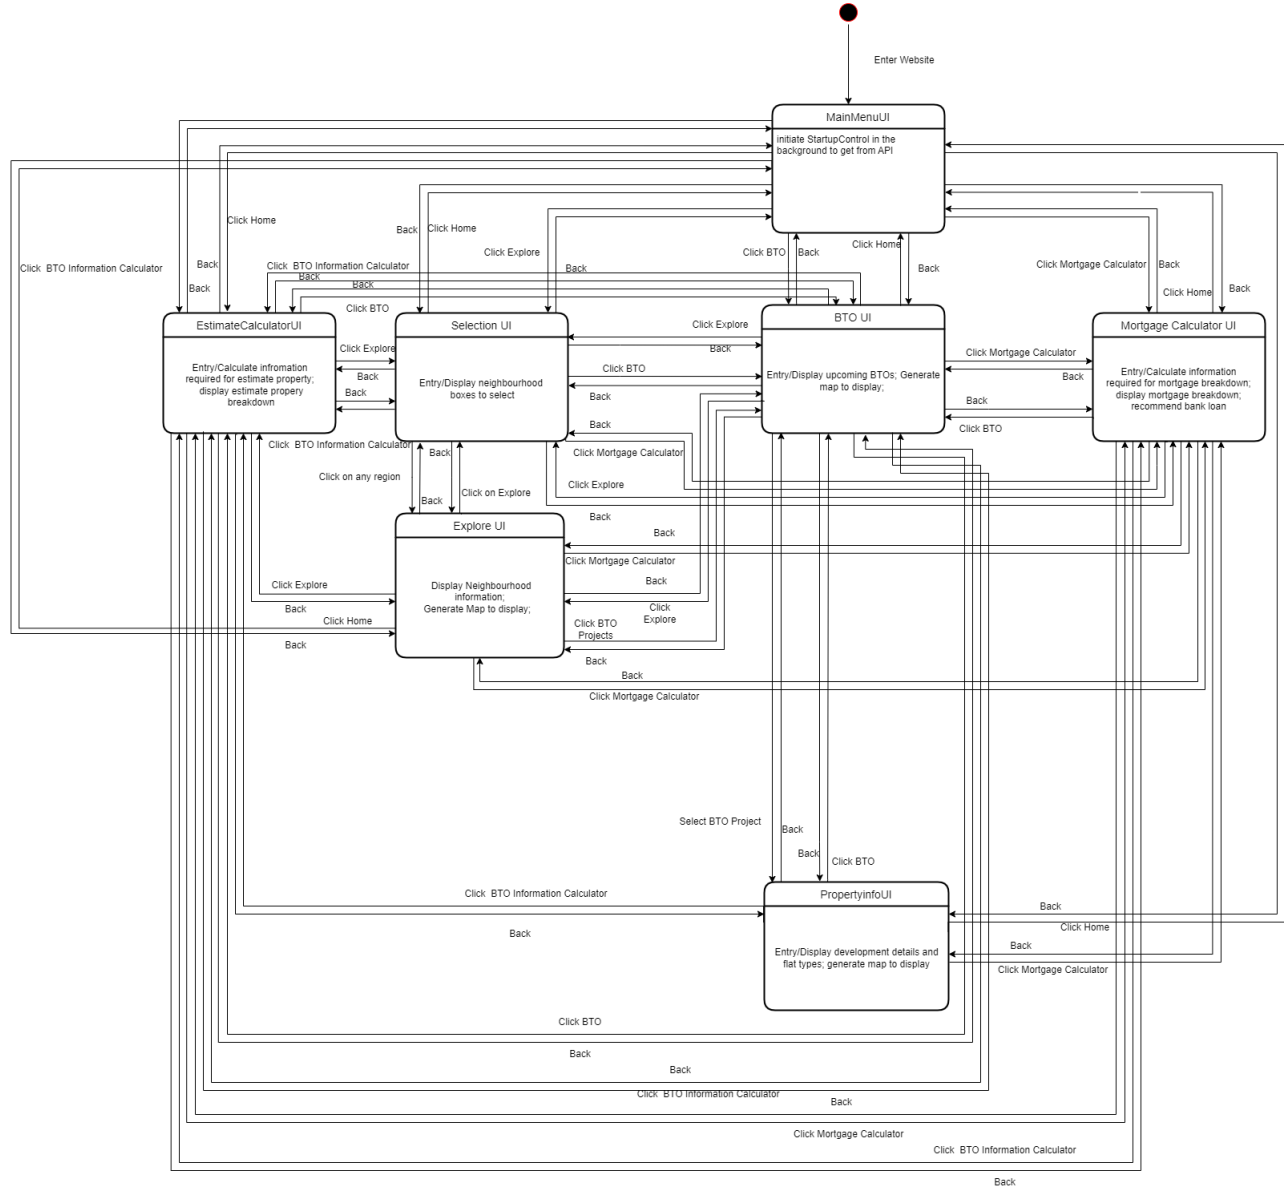 Enter Website
MainMenuUI
initiate StartupControl in the
background to get from API
Click Home
Back
Click Home
Click Explore
Click BTO
Back
Click Home
Back
Click Mortgage Calculator
Back
Click Home
Back
Click  BTO Information Calculator
Back
Back
Click  BTO Information Calculator
Back
Back
Back
Click BTO
EstimateCalculatorUI
Entry/Calculate infromation
required for estimate property;
display estimate propery
breakdown
Click Explore
Back
Back
Selection UI
Entry/Display neighbourhood
boxes to select
Click Explore
Back
Click BTO
Back
BTO UI
Entry/Display upcoming BTOs; Generate
map to display;
Click Mortgage Calculator
Back
Back
Click BTO
Mortgage Calculator UI
Entry/Calculate information
required for mortgage breakdown;
display mortgage breakdown;
recommend bank loan
Click  BTO Information Calculator
Back
Click Mortgage Calculator
Back
Click on any region
Back
Click on Explore
Click Explore
Back
Explore UI
Display Neighbourhood
information;
Generate Map to display;
Back
Click Mortgage Calculator
Click Explore
Back
Back
Click
Explore
Click Home
Back
Click BTO
Projects
Back
Back
Click Mortgage Calculator
Select BTO Project
Back
Back
Click BTO
PropertyinfoUI
Entry/Display development details and
flat types; generate map to display
Click  BTO Information Calculator
Back
Back
Click Home
Back
Click Mortgage Calculator
Click BTO
Back
Back
Click  BTO Information Calculator
Back
Click Mortgage Calculator
Click  BTO Information Calculator
Back